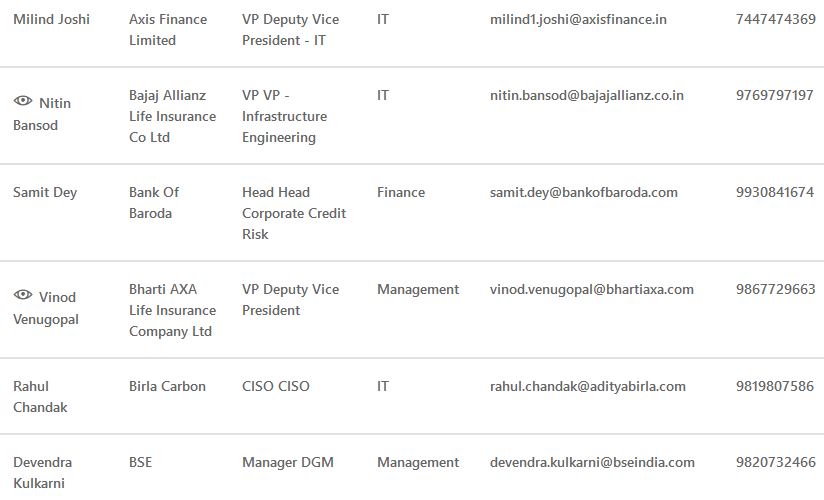 Milind Joshi Axis Finance VP Deputy Vice IT milind1.joshi@axisfinance.in 7447474369
Limited President - IT
Nitin Bajaj Allianz VP VP - IT nitin.bansod@bajajallianz.co.in 9769797197
Bansod Life Insurance Infrastructure
Co Ltd Engineering
Samit Dey Bank Of Head Head Finance samit.dey@bankofbaroda.com 9930841674
Baroda Corporate Credit
Risk
Vinod Bharti AXA VP Deputy Vice Management vinod.venugopal@bhartiaxa.com 9867729663
Venugopal Life Insurance President
Company Ltd
Rahul Birla Carbon CISO CISO IT rahul.chandak@adityabirla.com 9819807586
Chandak
Devendra BSE Manager DGM Management devendra.kulkarni@bseindia.com 9820732466
Kulkarni